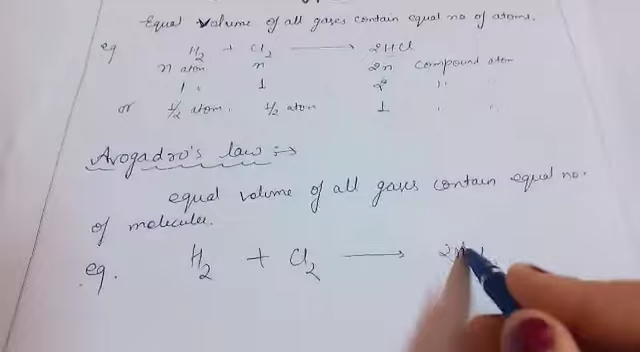 Equal volume of all gases contain equal no of atoms.
eg H2 + Cl2 ⟶ 2HCl
n atom n 2n compound atom
1 " 1 2 " "
or 1/2 atom. 1/2 atom 1 " "
Avogadro's law :→
equal volume of all gases contain equal no.
of molecules.
eg. H2 + Cl2 ⟶ 2